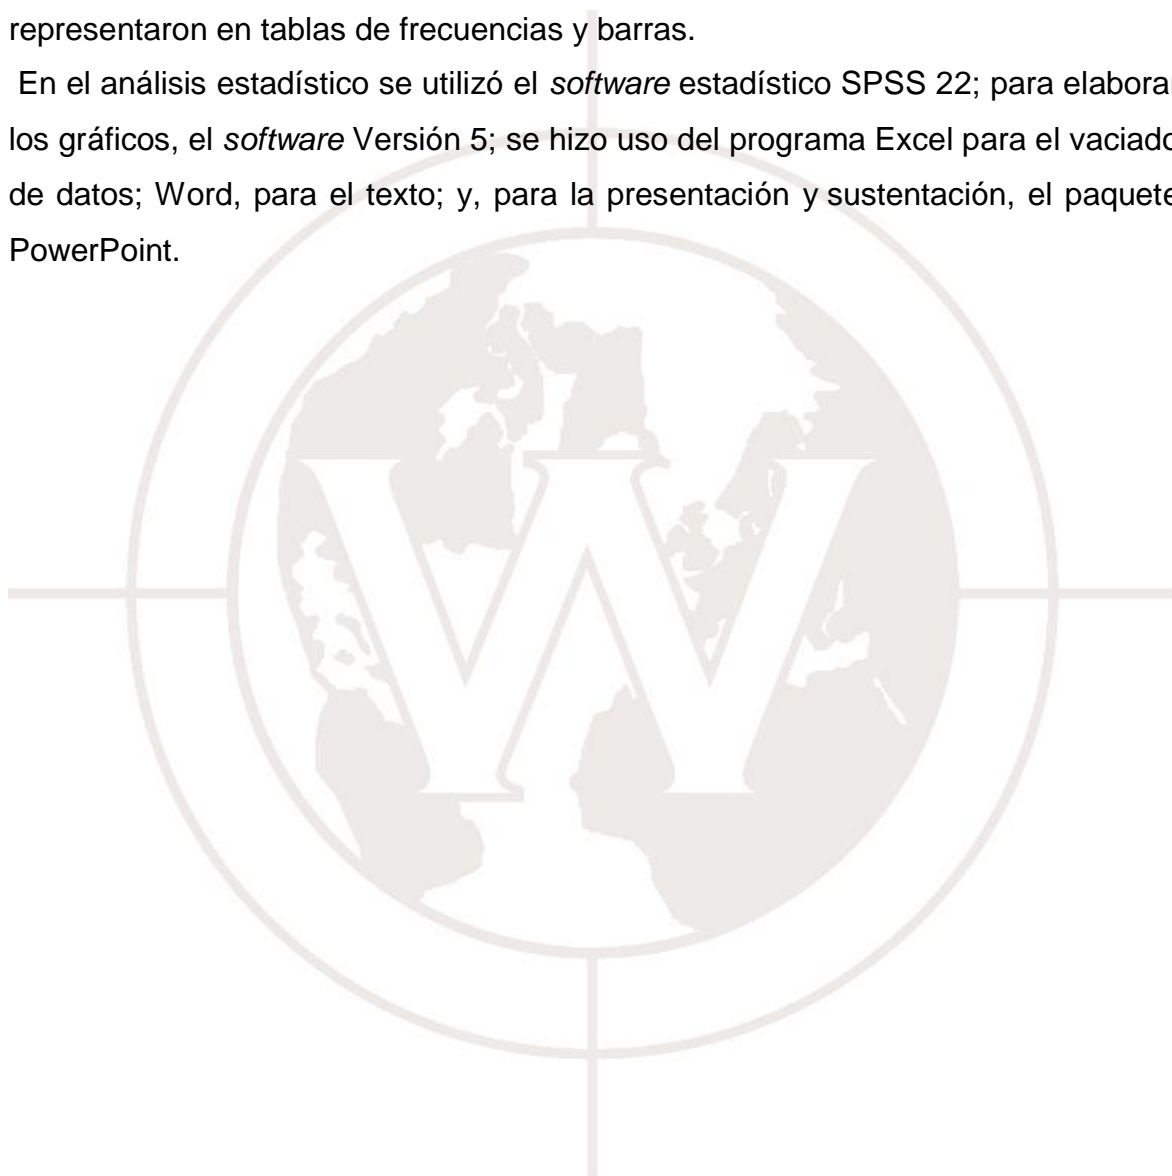 representaron en tablas de frecuencias y barras.
En el análisis estadístico se utilizó el software estadístico SPSS 22; para elaborar
los gráficos, el software Versión 5; se hizo uso del programa Excel para el vaciado
de datos; Word, para el texto; y, para la presentación y sustentación, el paquete
PowerPoint.
W